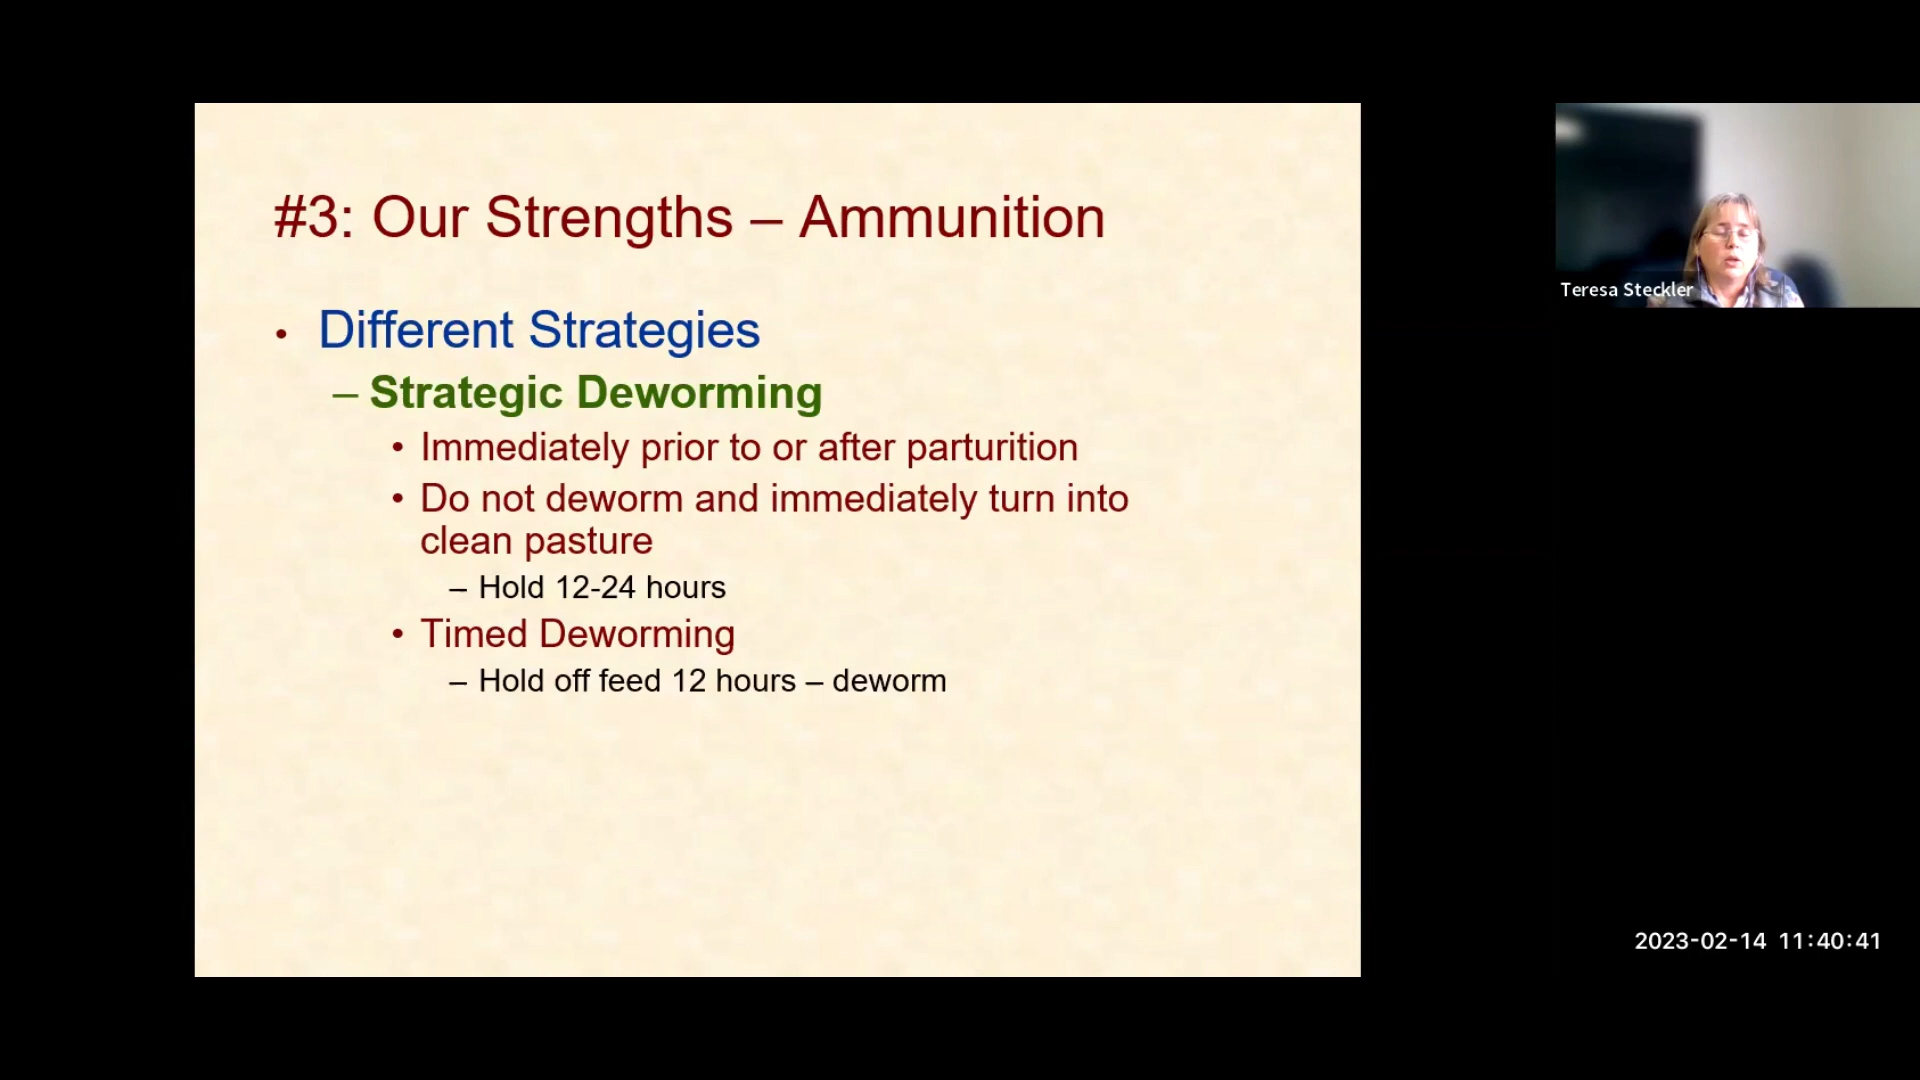 #3: Our Strengths – Ammunition
• Different Strategies
– Strategic Deworming
• Immediately prior to or after parturition
• Do not deworm and immediately turn into
clean pasture
– Hold 12-24 hours
• Timed Deworming
– Hold off feed 12 hours – deworm
Teresa Steckler
2023-02-14 11:40:41